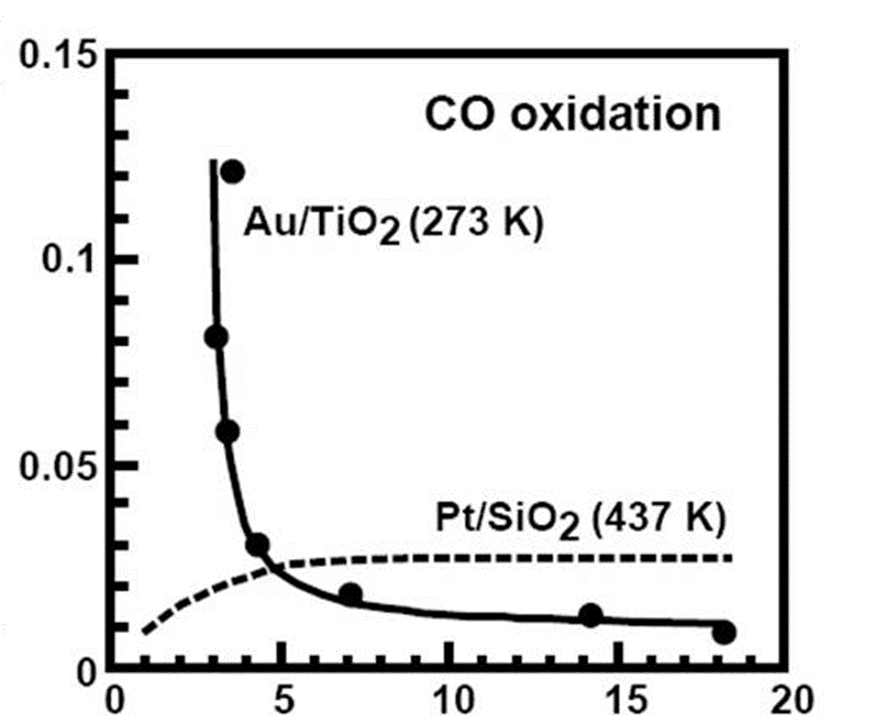 0.15
CO oxidation
Au/TiO2 (273 K)
0.1
0.05
Pt/SiO2 (437 K)
0
0 5 10 15 20